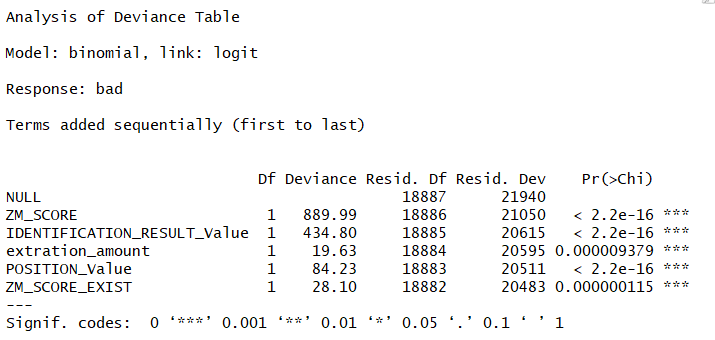 Analysis of Deviance Table
Model: binomial, link: logit
Response: bad
Terms added sequentially (first to last)
Df Deviance Resid. Df Resid. Dev Pr(>Chi)
NULL 18887 21940
ZM_SCORE 1 889.99 18886 21050 < 2.2e-16 ***
IDENTIFICATION_RESULT_Value 1 434.80 18885 20615 < 2.2e-16 ***
extration_amount 1 19.63 18884 20595 0.000009379 ***
POSITION_Value 1 84.23 18883 20511 < 2.2e-16 ***
ZM_SCORE_EXIST 1 28.10 18882 20483 0.000000115 ***
---
Signif. codes: 0 ‘***’ 0.001 ‘**’ 0.01 ‘*’ 0.05 ‘.’ 0.1 ‘ ’ 1